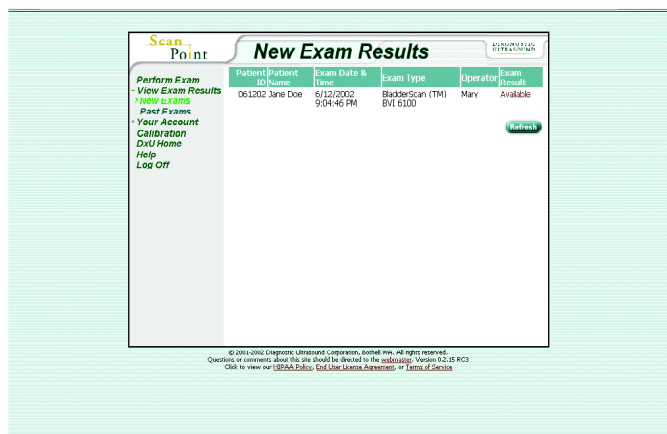 Scan
Point
New Exam Results
DIAGNOSTIC
ULTRASOUND
Perform Exam
- View Exam Results
› New Exams
Past Exams
· Your Account
Calibration
DxU Home
Help
Log Off
Patient ID Patient Name Exam Date & Time Exam Type Operator Exam Result
061202 Jane Doe 6/12/2002 9:04:46 PM BladderScan (TM) BVI 6100 Mary Available
Refresh
© 2001-2002 Diagnostic Ultrasound Corporation, Bothell WA. All rights reserved.
Questions or comments about this site should be directed to the webmaster. Version 0.2.15 RC3
Click to view our HIPAA Policy, End User License Agreement, or Terms of Service